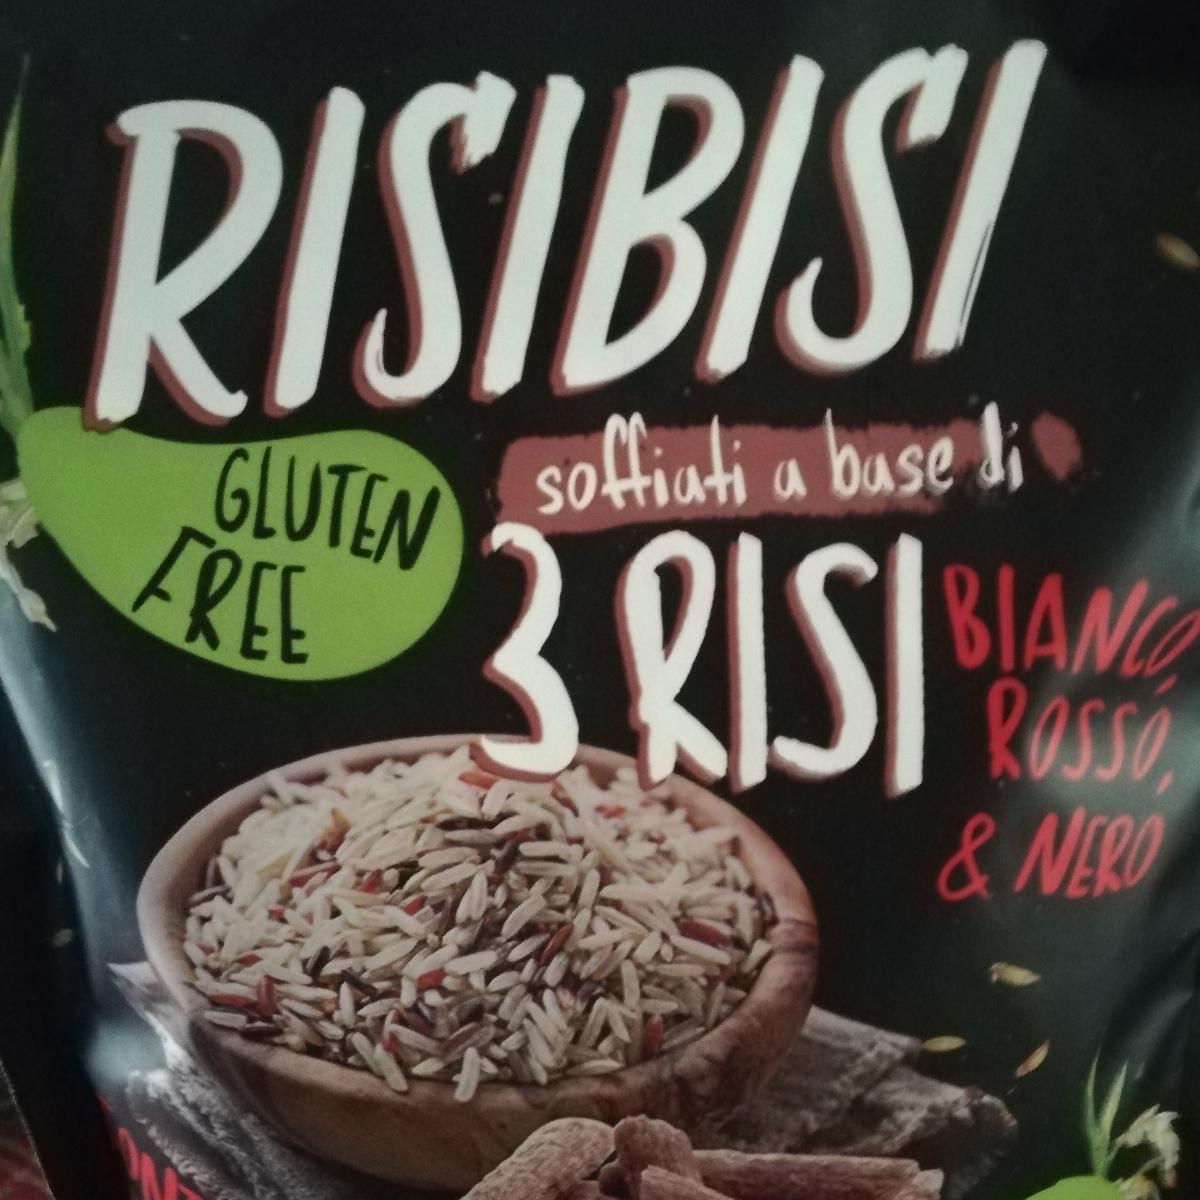 RISIBISI
GLUTEN
FREE
soffiati a base di
3 RISI
BIANCO,
ROSSO,
& NERO